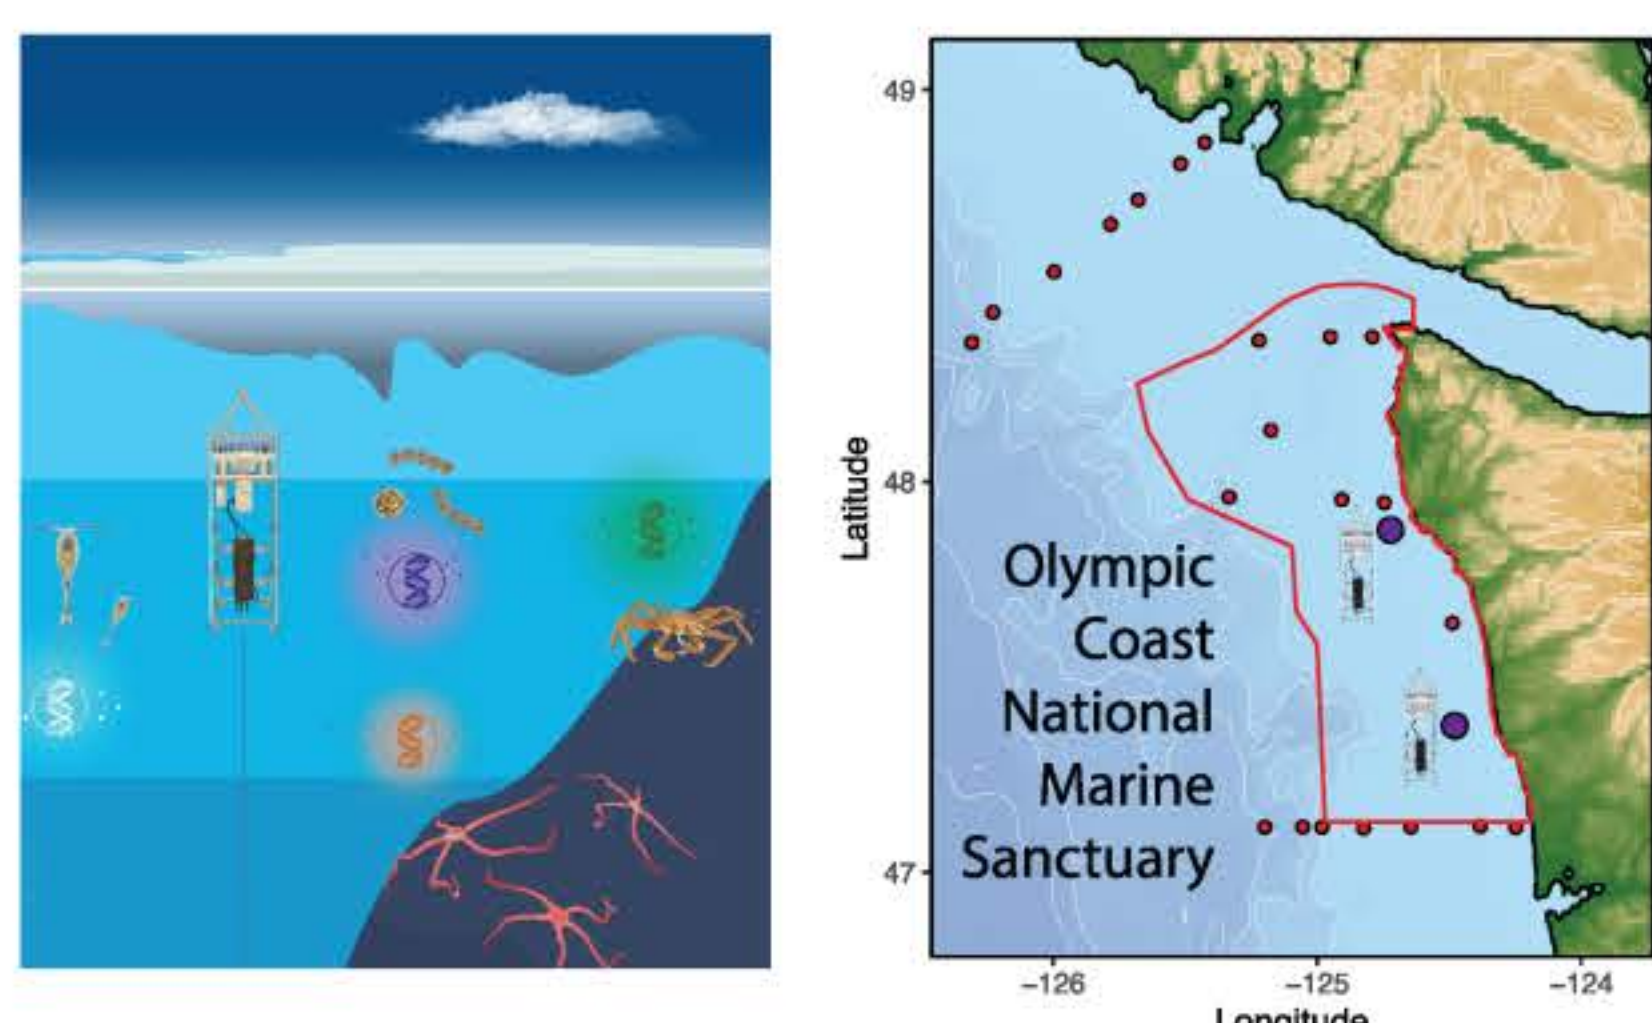 49
48
47
Latitude
Olympic
Coast
National
Marine
Sanctuary
-126
-125
-124
Longitude